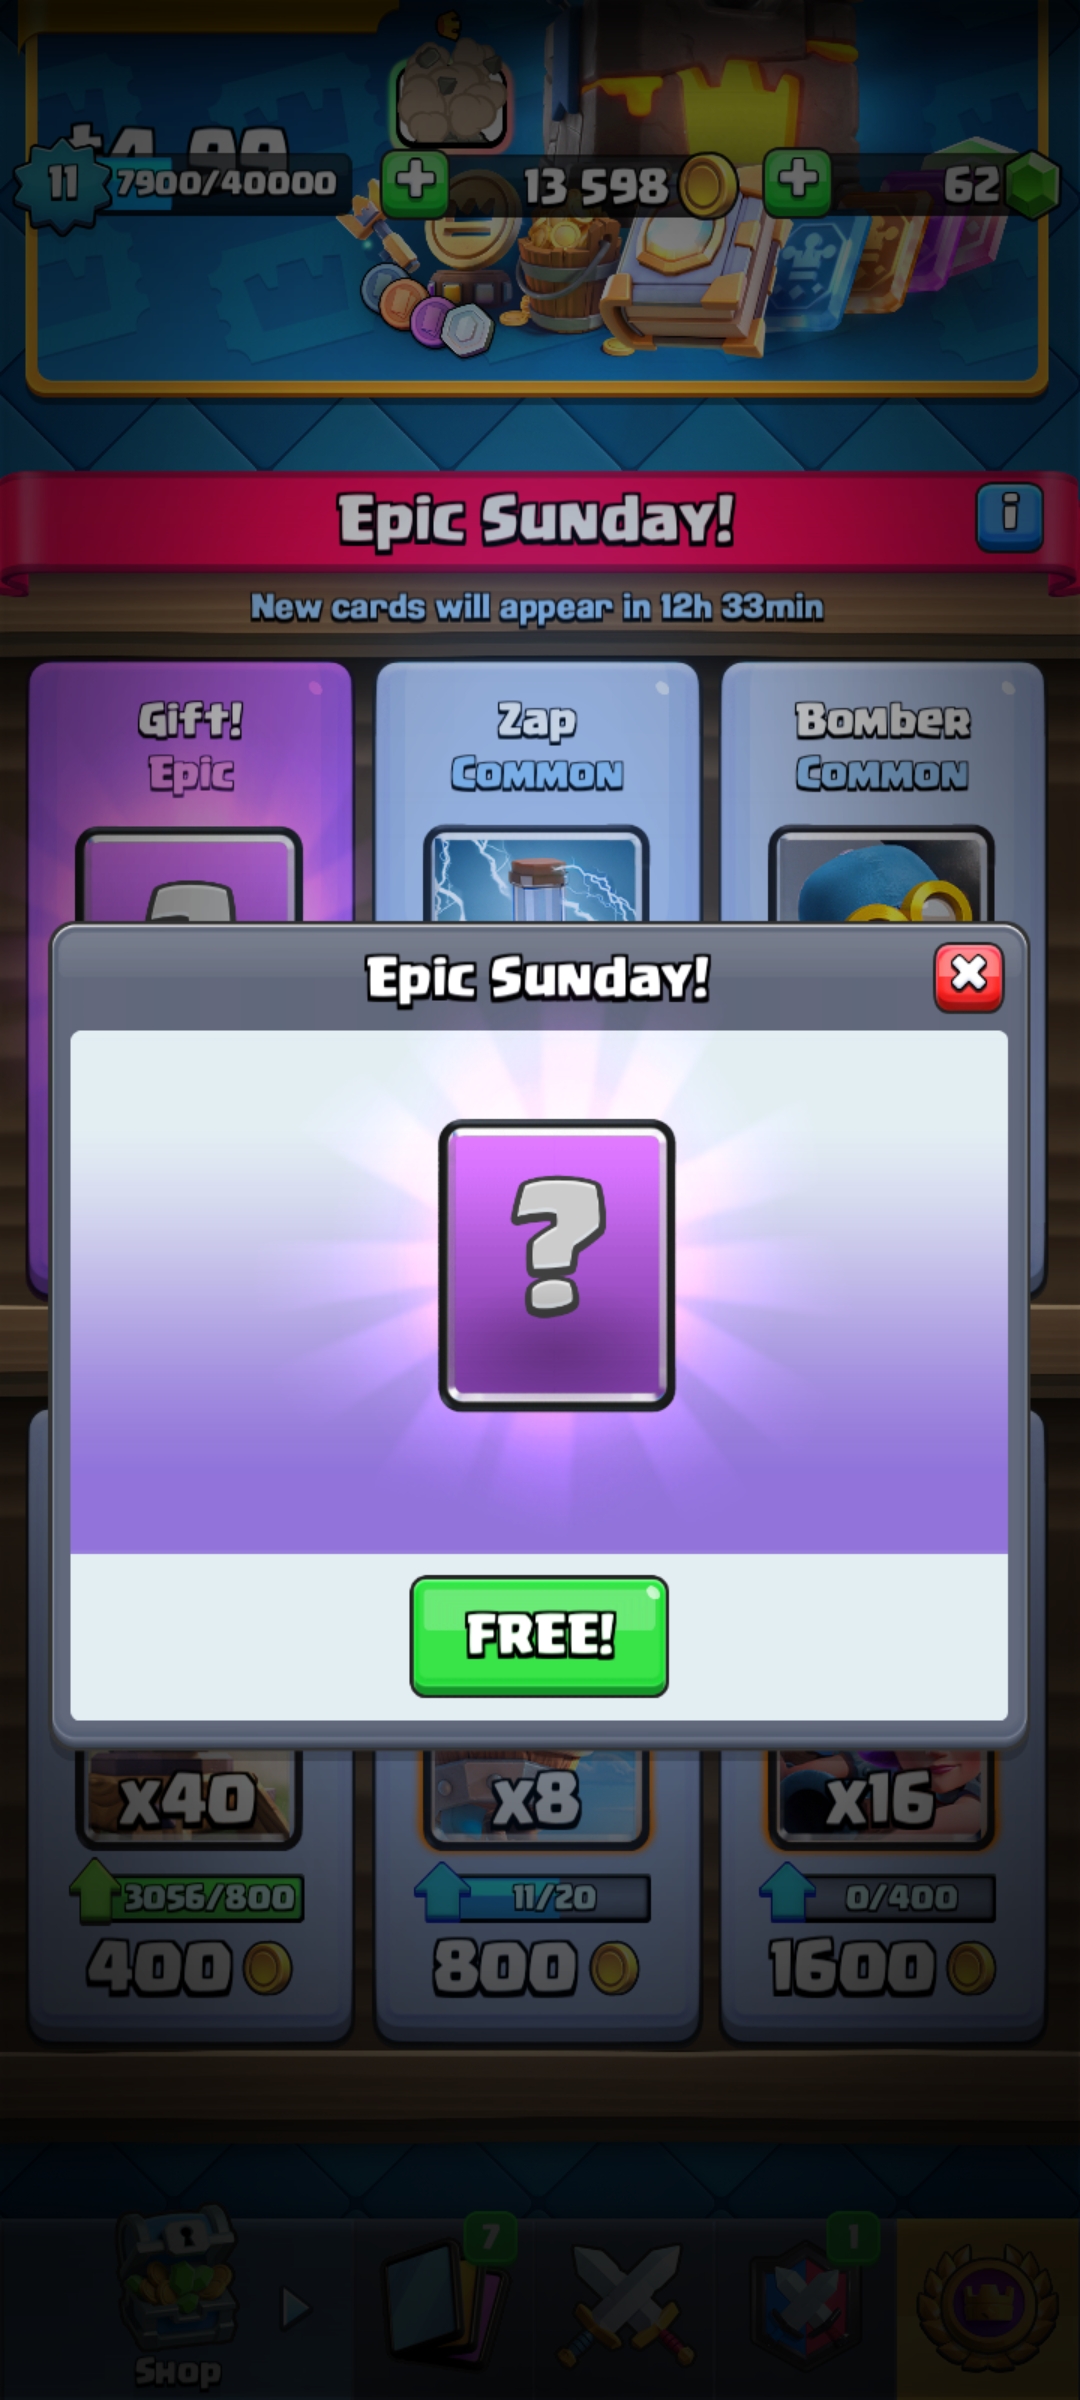 $4.99
11
7900/40000
13 598
62
Epic Sunday!
i
New cards will appear in 12h 33min
Gift!
Epic
Zap
Common
Bomber
Common
?
Epic Sunday!
?
FREE!
x40
x8
x16
3056/800
11/20
0/400
400
800
1600
7
1
Shop